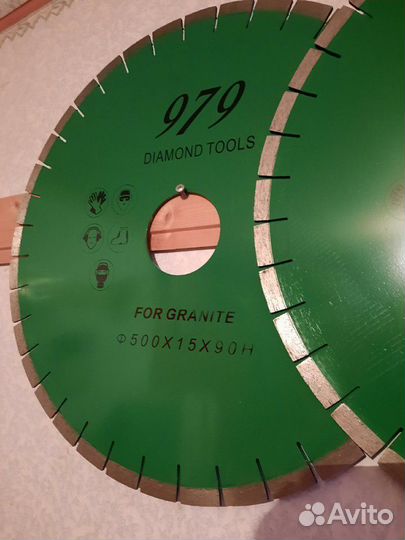 979
DIAMOND TOOLS
FOR GRANITE
Φ500X15X90H
Avito